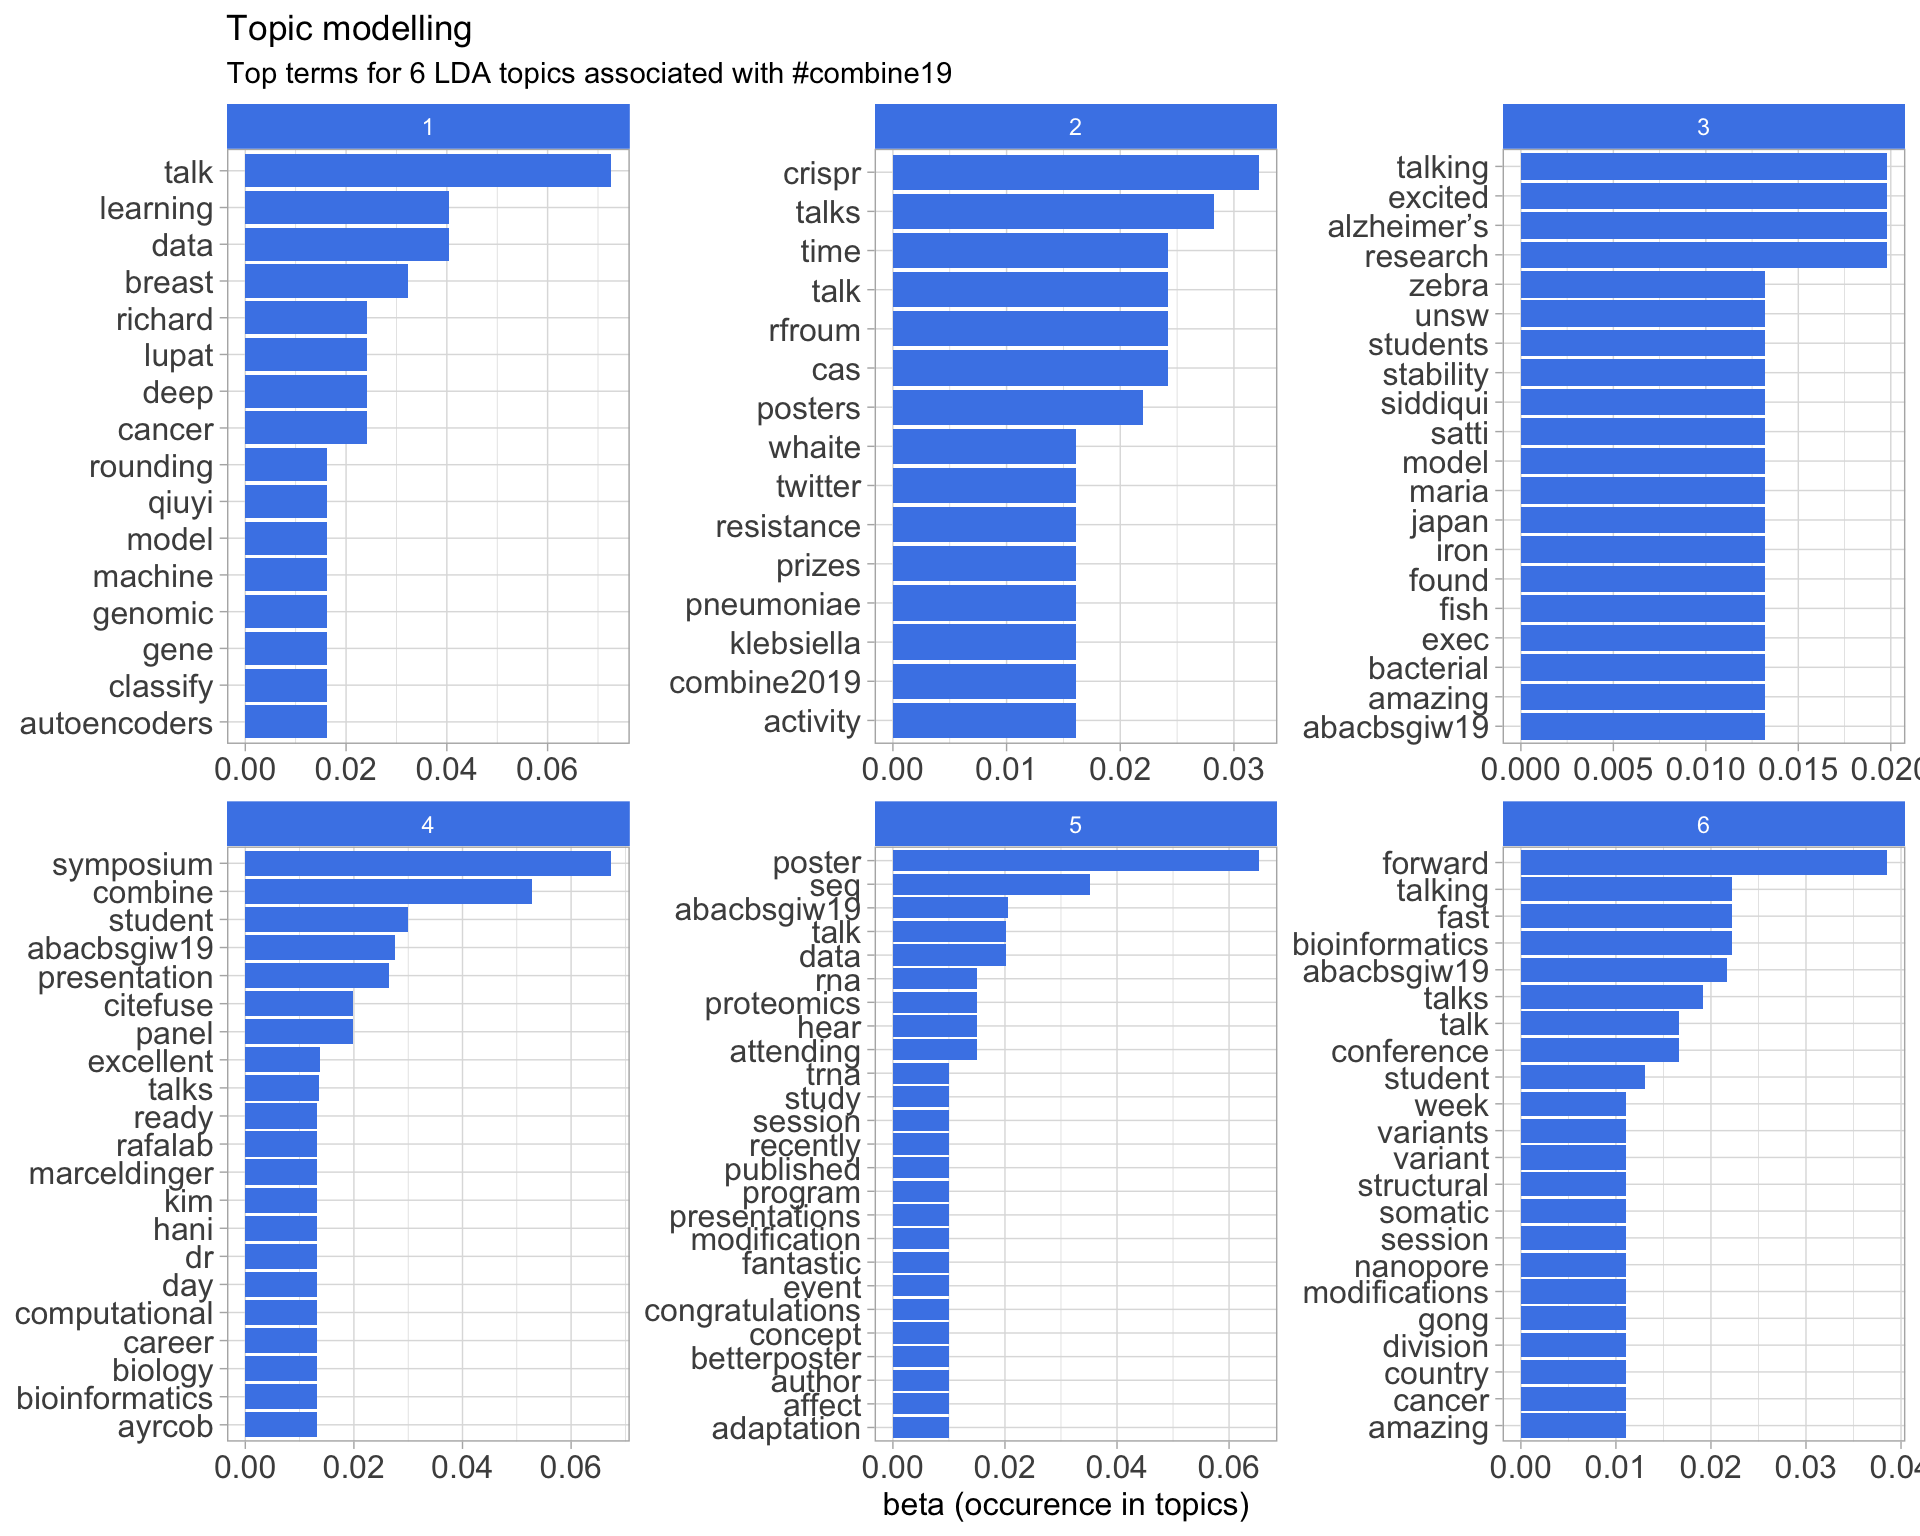 Topic modelling
Top terms for 6 LDA topics associated with #combine19
1
talk
learning
data
breast
richard
lupat
deep
cancer
rounding
qiuyi
model
machine
genomic
gene
classify
autoencoders
0.00 0.02 0.04 0.06
2
crispr
talks
time
talk
rfroum
cas
posters
whaite
twitter
resistance
prizes
pneumoniae
klebsiella
combine2019
activity
0.00 0.01 0.02 0.03
3
talking
excited
alzheimer’s
research
zebra
unsw
students
stability
siddiqui
satti
model
maria
japan
iron
found
fish
exec
bacterial
amazing
abacbsgiw19
0.000 0.005 0.010 0.015 0.020
4
symposium
combine
student
abacbsgiw19
presentation
citefuse
panel
excellent
talks
ready
rafalab
marceldinger
kim
hani
dr
day
computational
career
biology
bioinformatics
ayrcob
0.00 0.02 0.04 0.06
5
poster
seq
abacbsgiw19
talk
data
rna
proteomics
hear
attending
trna
study
session
recently
published
program
presentations
modification
fantastic
event
congratulations
concept
betterposter
author
affect
adaptation
0.00 0.02 0.04 0.06
6
forward
talking
fast
bioinformatics
abacbsgiw19
talks
talk
conference
student
week
variants
variant
structural
somatic
session
nanopore
modifications
gong
division
country
cancer
amazing
0.00 0.01 0.02 0.03 0.04
beta (occurence in topics)